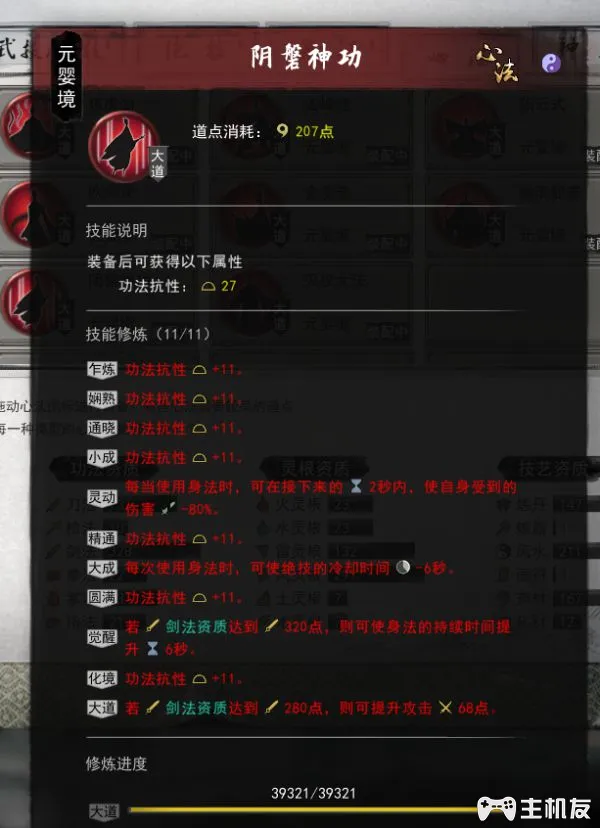 元婴境
阴磐神功
心法
道点消耗： 207点
大道
技能说明
装备后可获得以下属性
功法抗性： 27
技能修炼（11/11）
乍炼 功法抗性 +11。
娴熟 功法抗性 +11。
通晓 功法抗性 +11。
小成 功法抗性 +11。
灵动 每当使用身法时，可在接下来的 2秒内，使自身受到的
伤害 -80%。
精通 功法抗性 +11。
大成 每次使用身法时，可使绝技的冷却时间 -6秒。
圆满 功法抗性 +11。
觉醒 若 剑法资质达到 320点，则可使身法的持续时间提
升 6秒。
化境 功法抗性 +11。
大道 若 剑法资质达到 280点，则可提升攻击 68点。
修炼进度
39321/39321
大道
主机友